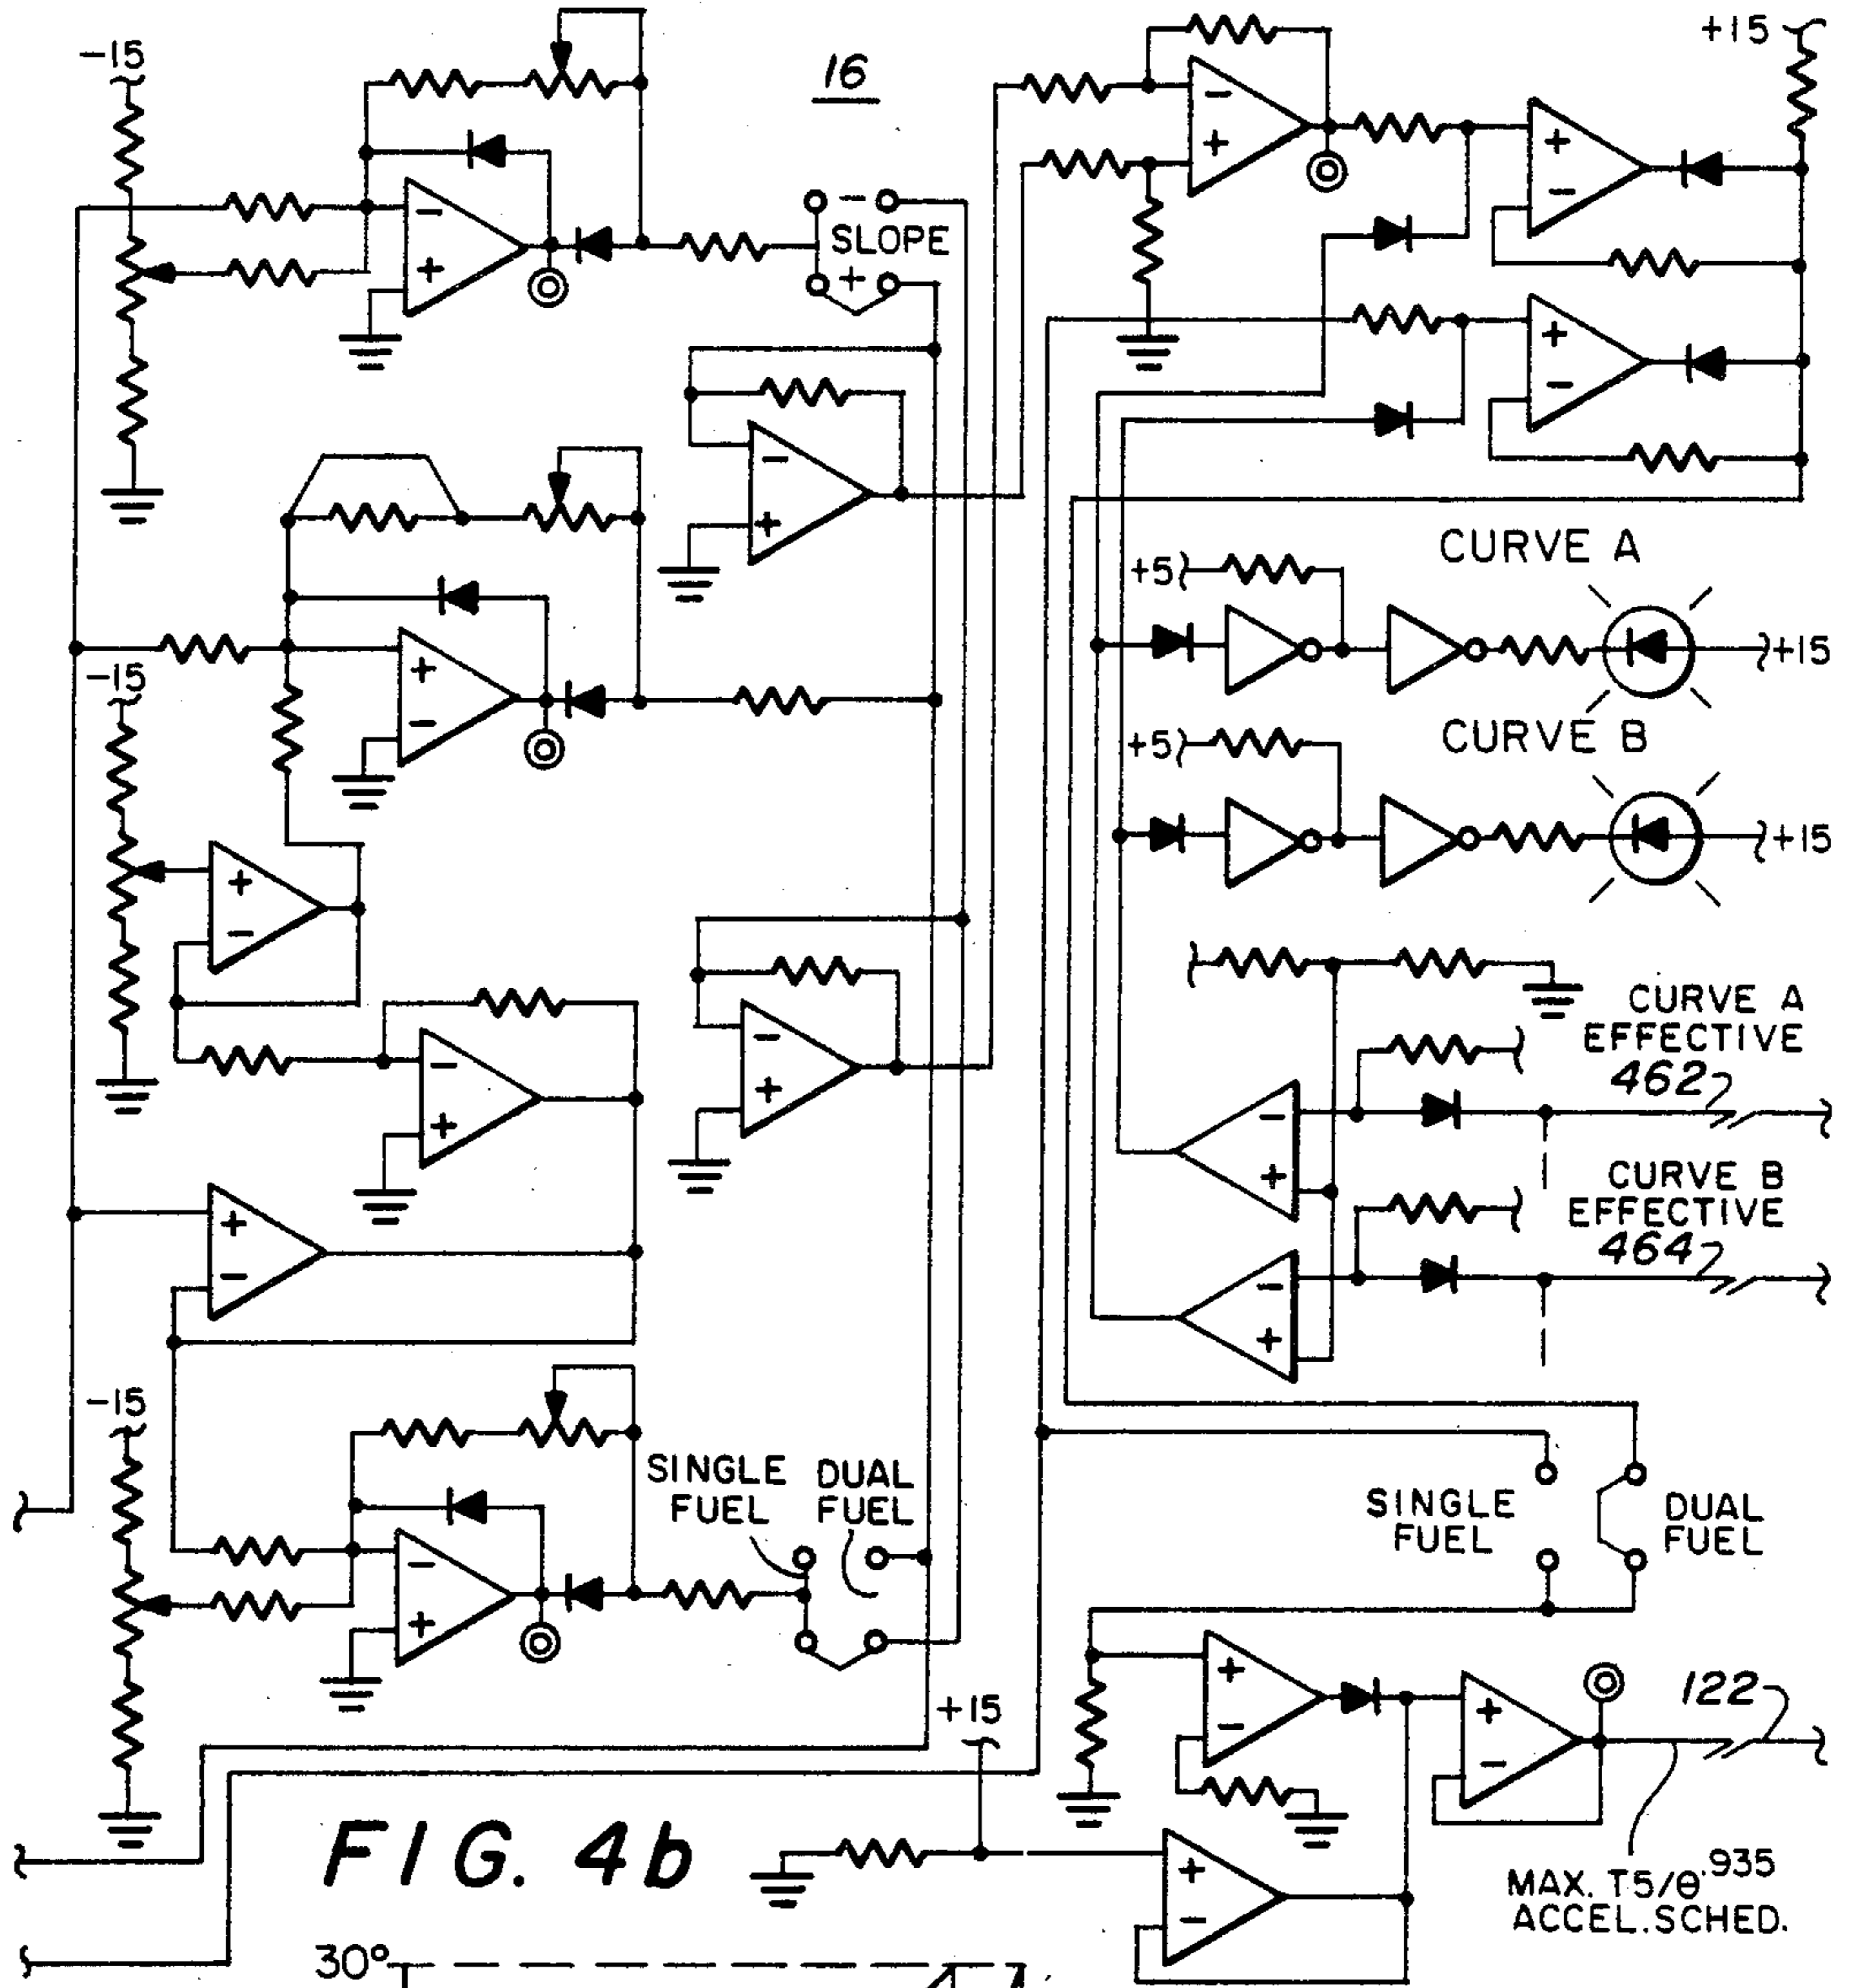 -15
16
+15
- +
SLOPE
- +
+ -
- +
+ -
- +
CURVE A
+5
+15
+ -
-15
CURVE B
+5
+15
+ -
- +
- +
CURVE A
EFFECTIVE
462
- +
+ -
CURVE B
EFFECTIVE
464
- +
-15
SINGLE
FUEL
DUAL
FUEL
SINGLE
FUEL
DUAL
FUEL
- +
+15
+ -
+ -
122
FIG. 4b
+ -
MAX. T5/θ.935
ACCEL. SCHED.
30°